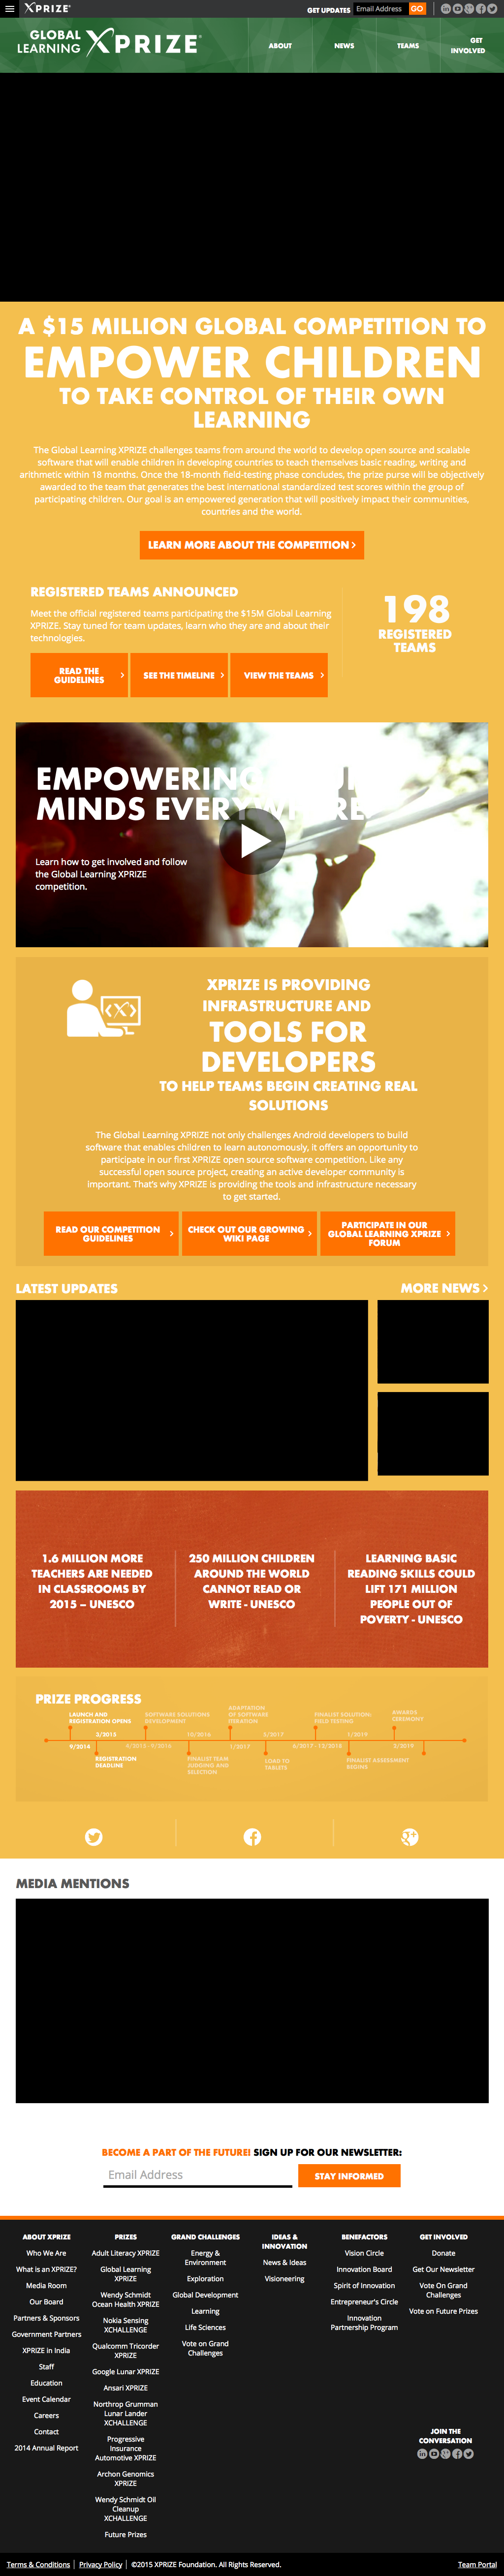 XPRIZE
GET UPDATES Email Address GO
GLOBAL
LEARNING XPRIZE
ABOUT
NEWS
TEAMS
GET
INVOLVED
A $15 MILLION GLOBAL COMPETITION TO
EMPOWER CHILDREN
TO TAKE CONTROL OF THEIR OWN
LEARNING
The Global Learning XPRIZE challenges teams from around the world to develop open source and scalable
software that will enable children in developing countries to teach themselves basic reading, writing and
arithmetic within 18 months. Once the 18-month field-testing phase concludes, the prize purse will be objectively
awarded to the team that generates the best international standardized test scores within the group of
participating children. Our goal is an empowered generation that will positively impact their communities,
countries and the world.
LEARN MORE ABOUT THE COMPETITION
REGISTERED TEAMS ANNOUNCED
Meet the official registered teams participating the $15M Global Learning
XPRIZE. Stay tuned for team updates, learn who they are and about their
technologies.
READ THE
GUIDELINES
SEE THE TIMELINE
VIEW THE TEAMS
198
REGISTERED
TEAMS
EMPOWERING
MINDS EVERYWHERE
Learn how to get involved and follow
the Global Learning XPRIZE
competition.
XPRIZE IS PROVIDING
INFRASTRUCTURE AND
TOOLS FOR
DEVELOPERS
TO HELP TEAMS BEGIN CREATING REAL
SOLUTIONS
The Global Learning XPRIZE not only challenges Android developers to build
software that enables children to learn autonomously, it offers an opportunity to
participate in our first XPRIZE open source software competition. Like any
successful open source project, creating an active developer community is
important. That's why XPRIZE is providing the tools and infrastructure necessary
to get started.
READ OUR COMPETITION
GUIDELINES
CHECK OUT OUR GROWING
WIKI PAGE
PARTICIPATE IN OUR
GLOBAL LEARNING XPRIZE
FORUM
LATEST UPDATES
MORE NEWS
1.6 MILLION MORE
TEACHERS ARE NEEDED
IN CLASSROOMS BY
2015 – UNESCO
250 MILLION CHILDREN
AROUND THE WORLD
CANNOT READ OR
WRITE - UNESCO
LEARNING BASIC
READING SKILLS COULD
LIFT 171 MILLION
PEOPLE OUT OF
POVERTY - UNESCO
PRIZE PROGRESS
LAUNCH AND
REGISTRATION OPENS
9/2014
3/2015
REGISTRATION
DEADLINE
SOFTWARE SOLUTIONS
DEVELOPMENT
10/2016
FINALIST TEAM
JUDGING AND
SELECTION
ADAPTATION
OF SOFTWARE
ITERATION
1/2017
5/2017
LOAD TO
TABLETS
FINALIST SOLUTION
FIELD TESTING
1/2019
FINALIST ASSESSMENT
BEGINS
AWARDS
CEREMONY
MEDIA MENTIONS
BECOME A PART OF THE FUTURE! SIGN UP FOR OUR NEWSLETTER:
Email Address
STAY INFORMED
ABOUT XPRIZE
Who We Are
What is an XPRIZE?
Media Room
Our Board
Partners & Sponsors
Government Partners
XPRIZE in India
Staff
Education
Event Calendar
Careers
Contact
2014 Annual Report
PRIZES
Adult Literacy XPRIZE
Global Learning
XPRIZE
Wendy Schmidt
Ocean Health XPRIZE
Nokia Sensing
XCHALLENGE
Qualcomm Tricorder
XPRIZE
Google Lunar XPRIZE
Ansari XPRIZE
Northrop Grumman
Lunar Lander
XCHALLENGE
Progressive
Insurance
Automotive XPRIZE
Archon Genomics
XPRIZE
Wendy Schmidt Oil
Cleanup
XCHALLENGE
Future Prizes
GRAND CHALLENGES
Energy &
Environment
Exploration
Global Development
Learning
Life Sciences
Vote on Grand
Challenges
IDEAS &
INNOVATION
News & Ideas
Visioneering
BENEFACTORS
Vision Circle
Innovation Board
Spirit of Innovation
Entrepreneur's Circle
Innovation
Partnership Program
GET INVOLVED
Donate
Get Our Newsletter
Vote On Grand
Challenges
Vote on Future Prizes
JOIN THE
CONVERSATION
Terms & Conditions | Privacy Policy | ©2015 XPRIZE Foundation. All Rights Reserved.
Team Portal